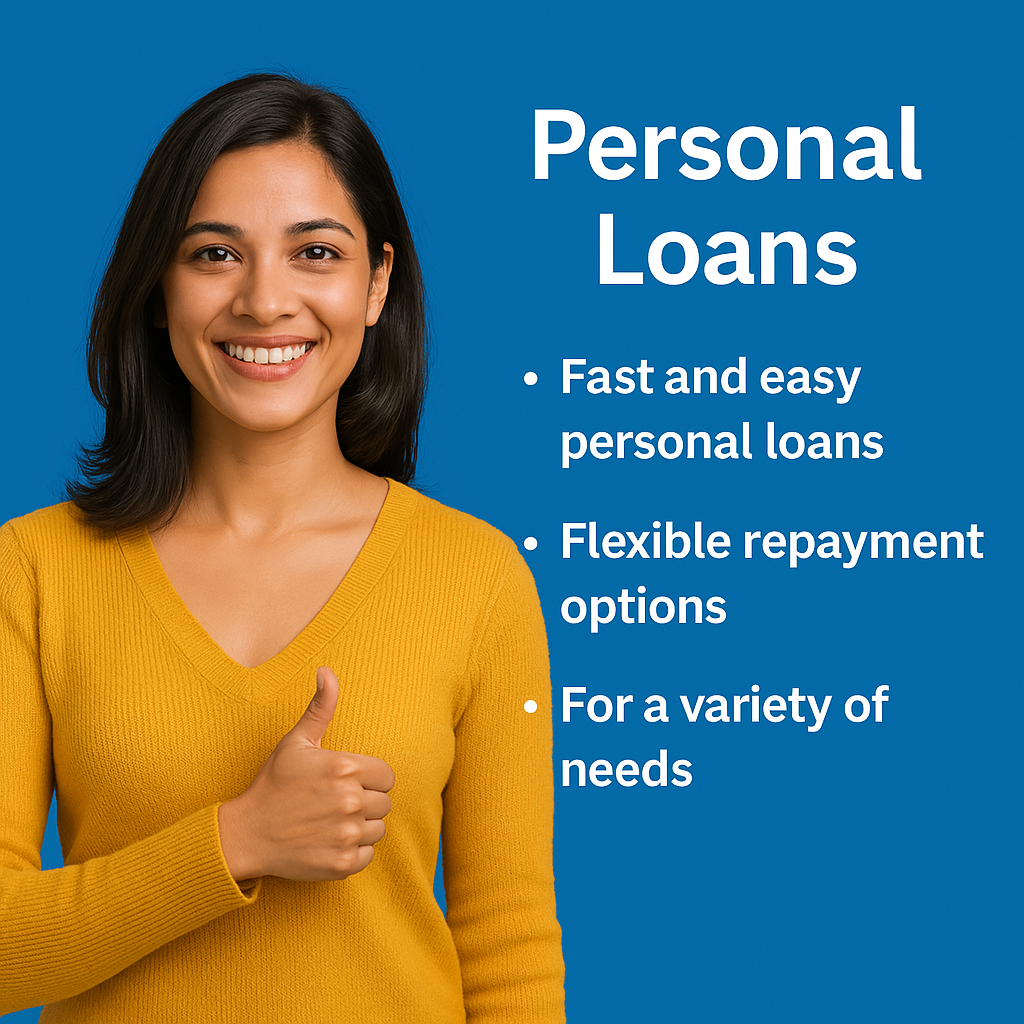 Personal
Loans
• Fast and easy
personal loans
• Flexible repayment
options
• For a variety of
needs